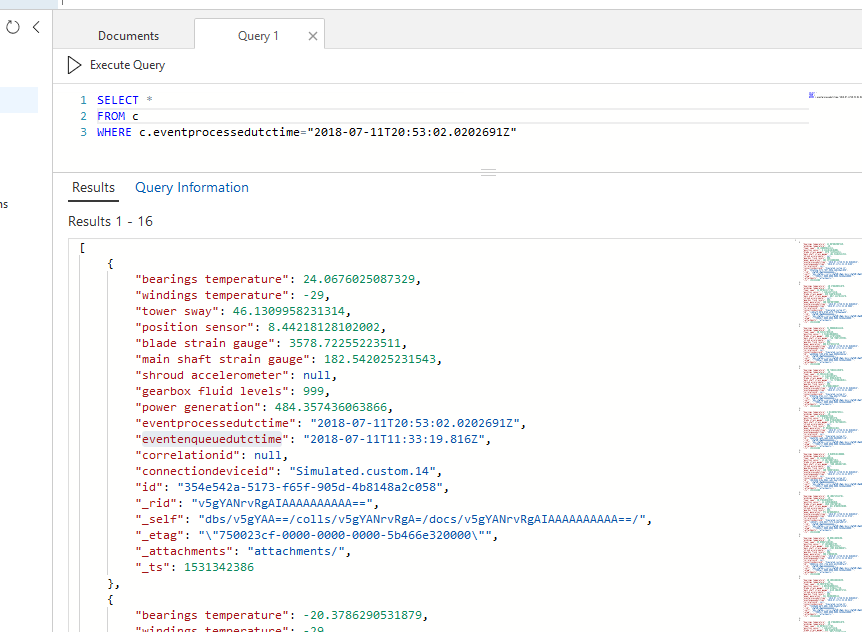 Documents
Query 1
Execute Query
1 SELECT *
2 FROM c
3 WHERE c.eventprocessedutctime="2018-07-11T20:53:02.0202691Z"
Results Query Information
Results 1 - 16
[
{
"bearings temperature": 24.0676025087329,
"windings temperature": -29,
"tower sway": 46.1309958231314,
"position sensor": 8.44218128102002,
"blade strain gauge": 3578.72255223511,
"main shaft strain gauge": 182.542025231543,
"shroud accelerometer": null,
"gearbox fluid levels": 999,
"power generation": 484.357436063866,
"eventprocessedutctime": "2018-07-11T20:53:02.0202691Z",
"eventenqueuedutctime": "2018-07-11T11:33:19.816Z",
"correlationid": null,
"connectiondeviceid": "Simulated.custom.14",
"id": "354e542a-5173-f65f-905d-4b8148a2c058",
"_rid": "v5gYANrvRgAIAAAAAAAAAA==",
"_self": "dbs/v5gYAA==/colls/v5gYANrvRgA=/docs/v5gYANrvRgAIAAAAAAAAAA==/",
"_etag": "\"750023cf-0000-0000-0000-5b466e320000\"",
"_attachments": "attachments/",
"_ts": 1531342386
},
{
"bearings temperature": -20.3786290531879,
"windings temperature": -29
ns